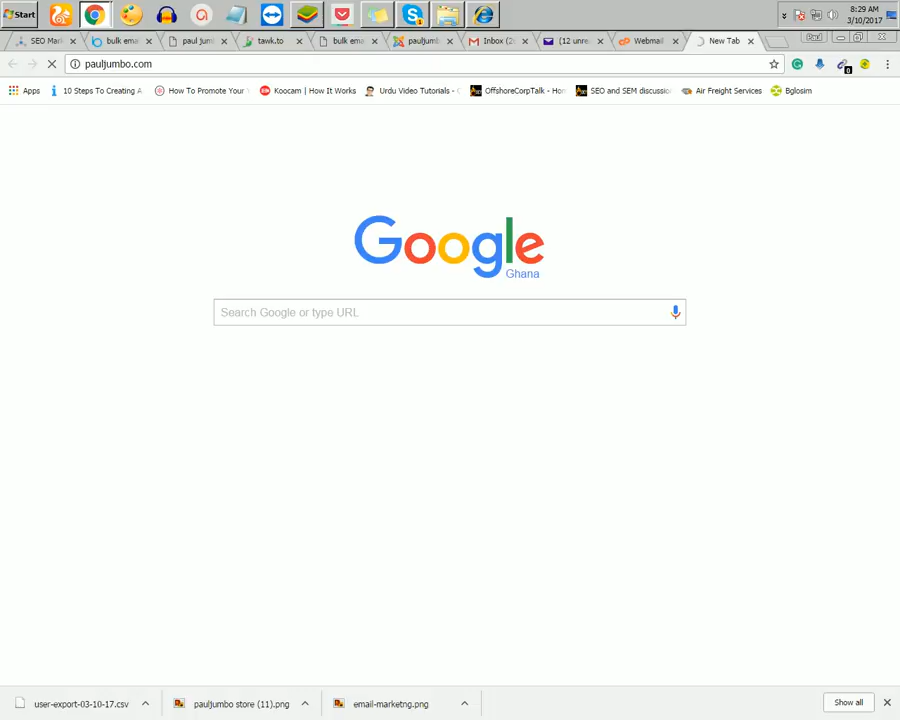 Start
8:29 AM
3/10/2017
SEO Mar
bulk ema
paul jum
tawk.to
bulk ema
pauljumb
Inbox (2
(12 unre
Webmail
New Tab
Paul
pauljumbo.com
0
Apps
10 Steps To Creating A
How To Promote Your
Koocam | How It Works
Urdu Video Tutorials - 
OffshoreCorpTalk - Hom
SEO and SEM discussio
Air Freight Services
Bglosim
Google
Ghana
Search Google or type URL
user-export-03-10-17.csv
pauljumbo store (11).png
email-marketng.png
Show all